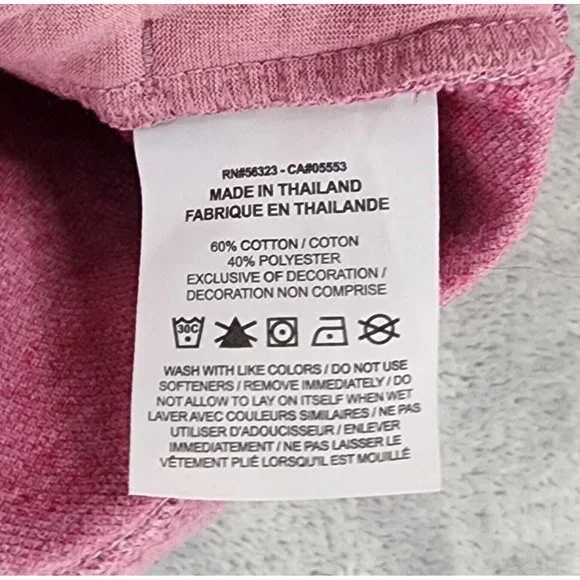 RN#56323 - CA#05553
MADE IN THAILAND
FABRIQUE EN THAILANDE
60% COTTON / COTON
40% POLYESTER
EXCLUSIVE OF DECORATION /
DECORATION NON COMPRISE
30C
WASH WITH LIKE COLORS / DO NOT USE
SOFTENERS / REMOVE IMMEDIATELY / DO
NOT ALLOW TO LAY ON ITSELF WHEN WET
LAVER AVEC COULEURS SIMILAIRES / NE PAS
UTILISER D'ADOUCISSEUR / ENLEVER
IMMEDIATEMENT / NE PAS LAISSER LE
VÊTEMENT PLIÉ LORSQU'IL EST MOUILLÉ